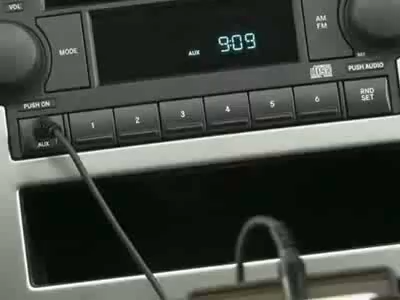 VOL
MODE
AUX 9:09
AM
FM
SET
PUSH ON
PUSH AUDIO
1 2 3 4 5 6
RND
SET
AUX